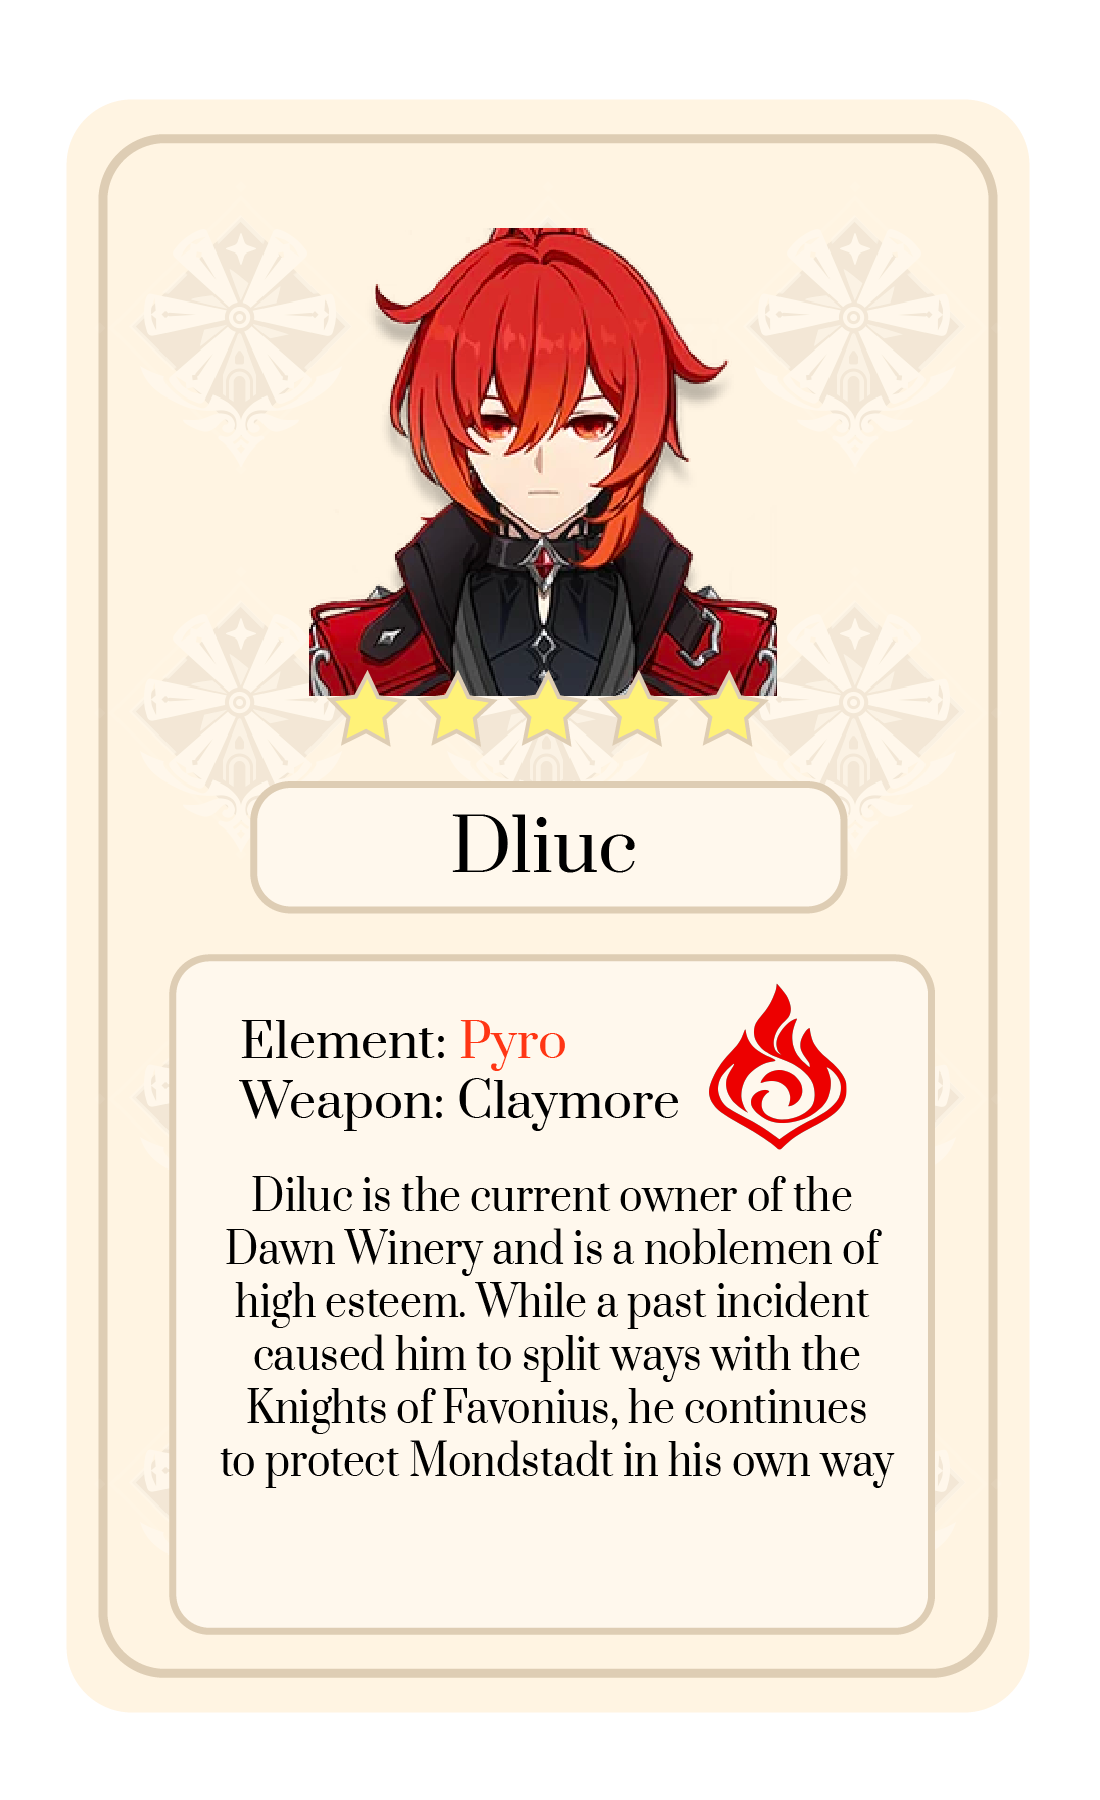 Dliuc
Element: Pyro
Weapon: Claymore
Diluc is the current owner of the
Dawn Winery and is a noblemen of
high esteem. While a past incident
caused him to split ways with the
Knights of Favonius, he continues
to protect Mondstadt in his own way